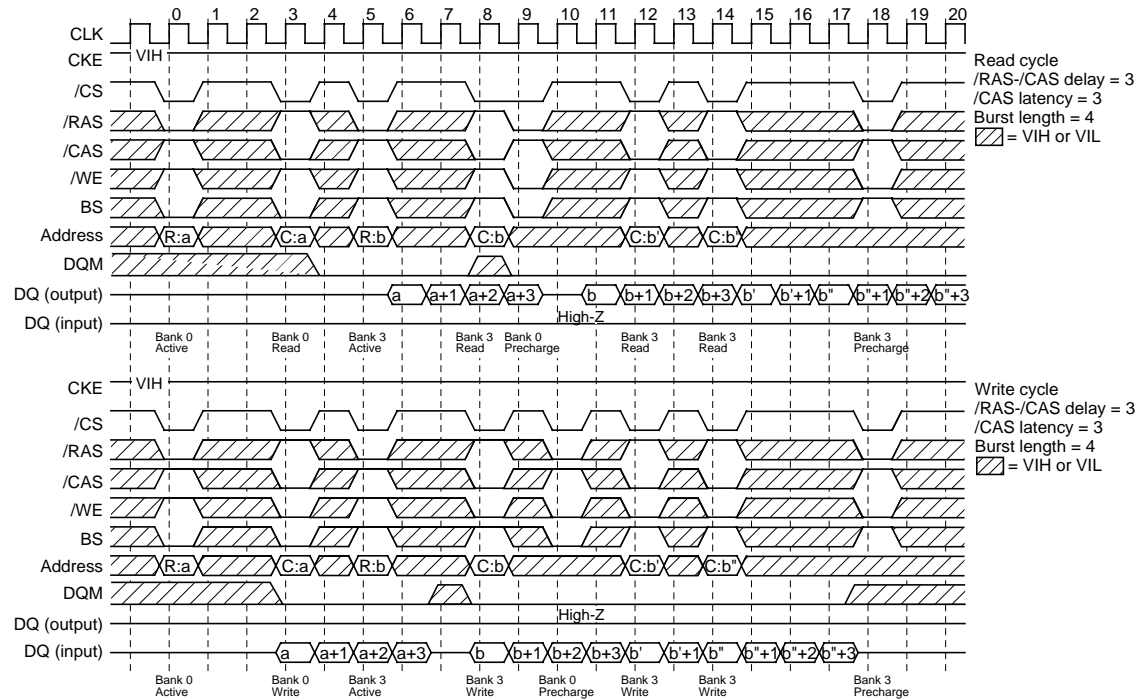 0 1 2 3 4 5 6 7 8 9 10 11 12 13 14 15 16 17 18 19 20
CLK
CKE VIH
/CS
/RAS
/CAS
/WE
BS
Address R:a C:a R:b C:b C:b' C:b"
DQM
DQ (output) a a+1 a+2 a+3 b b+1 b+2 b+3 b' b'+1 b" b"+1 b"+2 b"+3
DQ (input) High-Z
Bank 0 Active
Bank 0 Read
Bank 3 Active
Bank 3 Read
Bank 0 Precharge
Bank 3 Read
Bank 3 Read
Bank 3 Precharge
Read cycle
/RAS-/CAS delay = 3
/CAS latency = 3
Burst length = 4
= VIH or VIL
CKE VIH
/CS
/RAS
/CAS
/WE
BS
Address R:a C:a R:b C:b C:b' C:b"
DQM
DQ (output) High-Z
DQ (input) a a+1 a+2 a+3 b b+1 b+2 b+3 b' b'+1 b" b"+1 b"+2 b"+3
Bank 0 Active
Bank 0 Write
Bank 3 Active
Bank 3 Write
Bank 0 Precharge
Bank 3 Write
Bank 3 Write
Bank 3 Precharge
Write cycle
/RAS-/CAS delay = 3
/CAS latency = 3
Burst length = 4
= VIH or VIL